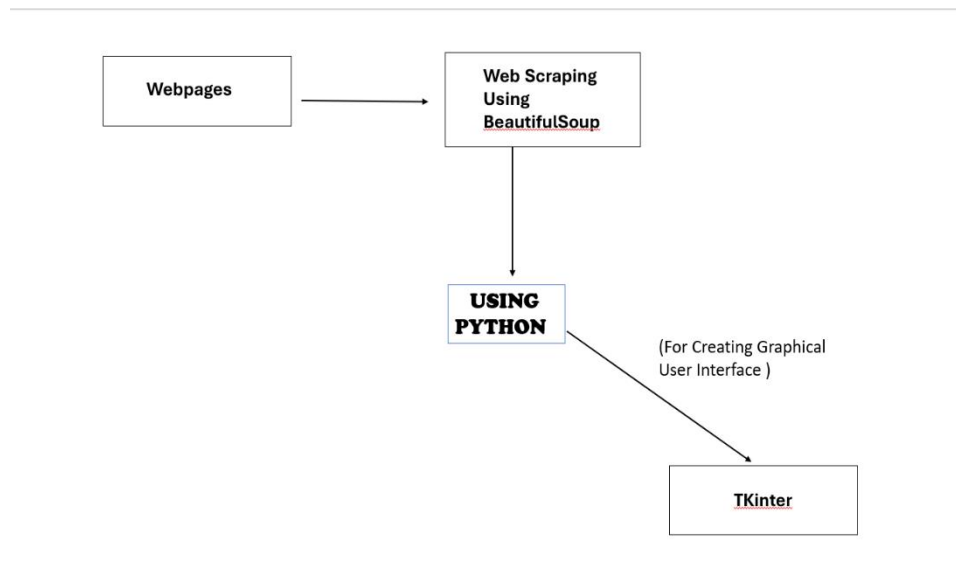 Webpages
Web Scraping
Using
BeautifulSoup
USING
PYTHON
(For Creating Graphical
User Interface )
TKinter